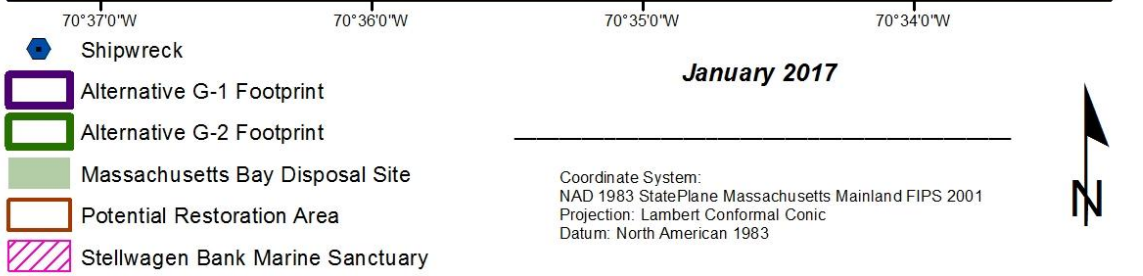 70°37'0"W 70°36'0"W 70°35'0"W 70°34'0"W
Shipwreck
Alternative G-1 Footprint
Alternative G-2 Footprint
Massachusetts Bay Disposal Site
Potential Restoration Area
Stellwagen Bank Marine Sanctuary
January 2017
Coordinate System:
NAD 1983 StatePlane Massachusetts Mainland FIPS 2001
Projection: Lambert Conformal Conic
Datum: North American 1983
N